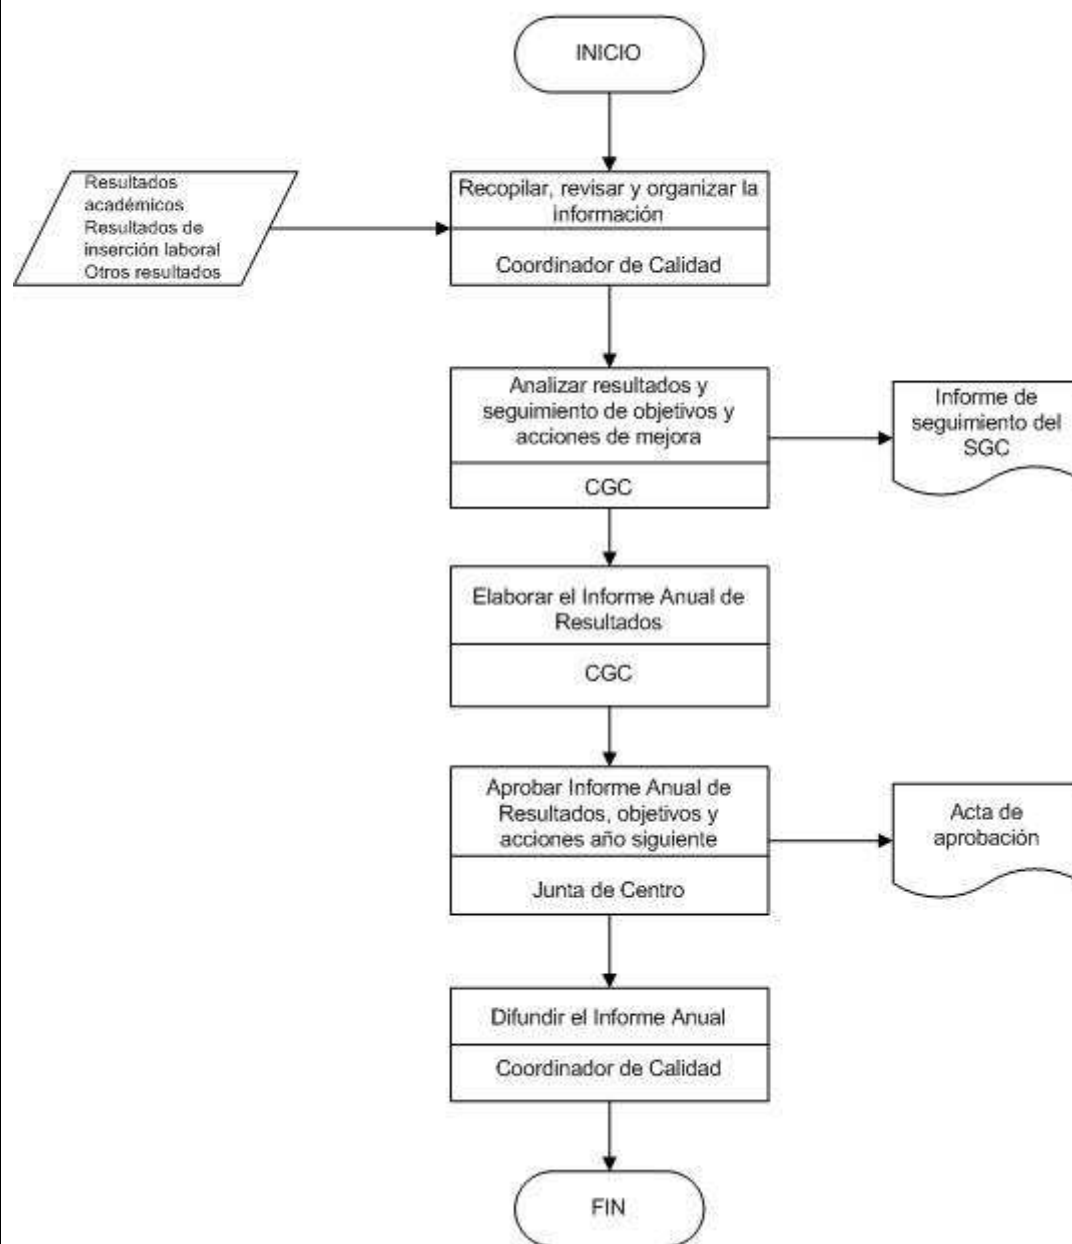 INICIO
Resultados
académicos
Resultados de
inserción laboral
Otros resultados
Recopilar, revisar y organizar la
información
Coordinador de Calidad
Analizar resultados y
seguimiento de objetivos y
acciones de mejora
CGC
Informe de
seguimiento del
SGC
Elaborar el Informe Anual de
Resultados
CGC
Aprobar Informe Anual de
Resultados, objetivos y
acciones año siguiente
Junta de Centro
Acta de
aprobación
Difundir el Informe Anual
Coordinador de Calidad
FIN